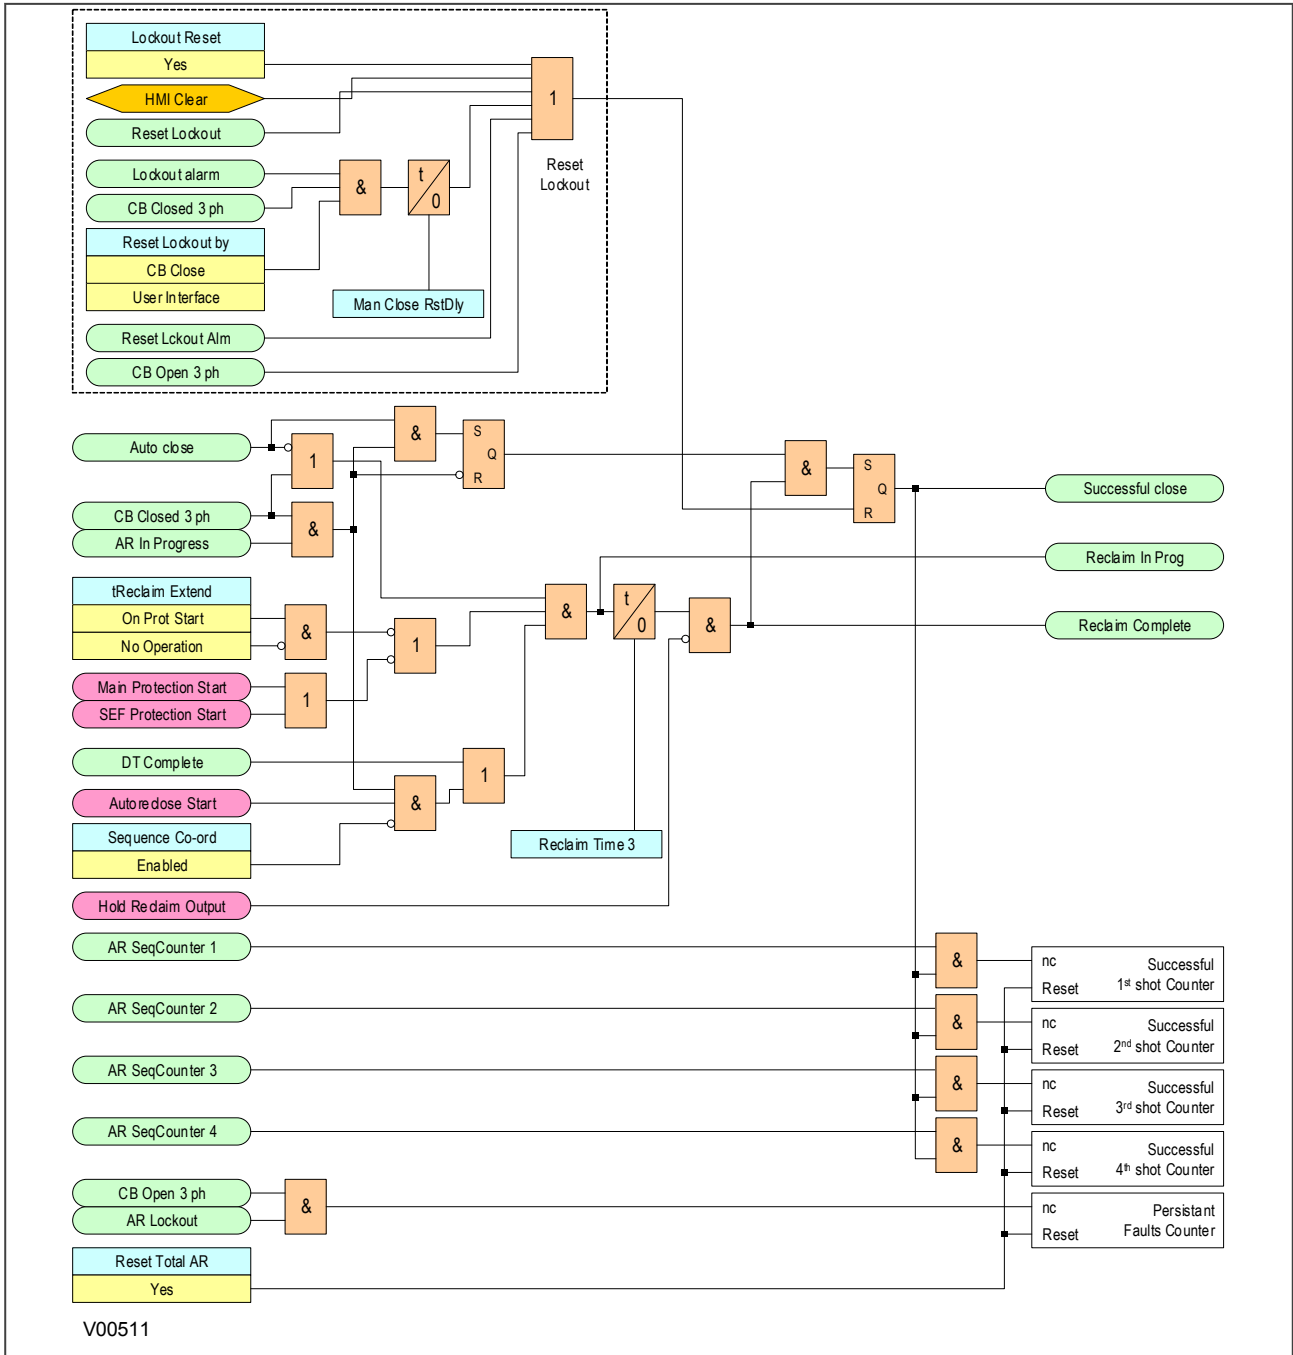 Lockout Reset
Yes
HMI Clear
1
Reset Lockout
Reset
Lockout
Lockout alarm
&
t
0
CB Closed 3 ph
Reset Lockout by
CB Close
User Interface
Man Close RstDly
Reset Lckout Alm
CB Open 3 ph
Auto close
1
&
S
Q
R
&
S
Q
R
Successful close
CB Closed 3 ph
AR In Progress
&
Reclaim In Prog
tReclaim Extend
On Prot Start
No Operation
&
1
&
t
0
&
Reclaim Complete
Main Protection Start
SEF Protection Start
1
DT Complete
1
Autoreclose Start
&
Sequence Co-ord
Enabled
Reclaim Time 3
Hold Reclaim Output
AR SeqCounter 1
&
nc
Successful
Reset
1st shot Counter
AR SeqCounter 2
&
nc
Successful
Reset
2nd shot Counter
AR SeqCounter 3
&
nc
Successful
Reset
3rd shot Counter
AR SeqCounter 4
&
nc
Successful
Reset
4th shot Counter
CB Open 3 ph
AR Lockout
&
nc
Persistant
Reset
Faults Counter
Reset Total AR
Yes
V00511